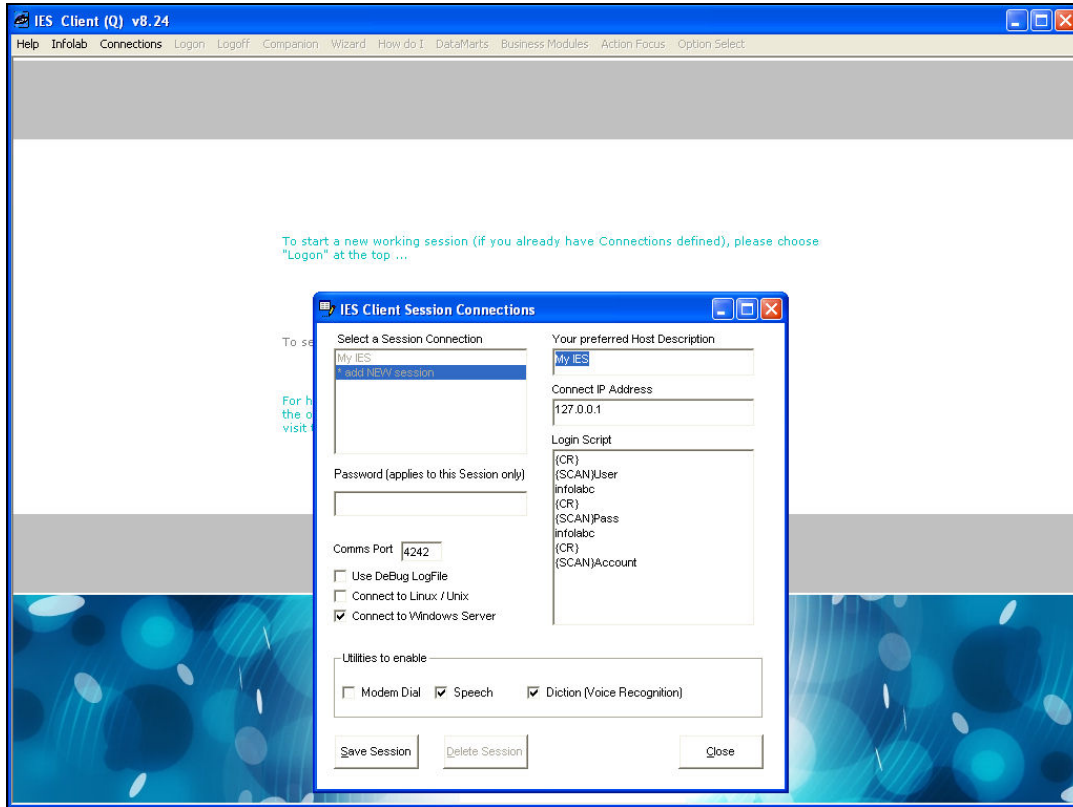 IES Client (Q) v8.24
Help Infolab Connections Logon Logoff Companion Wizard How do I DataMarts Business Modules Action Focus Option Select
To start a new working session (if you already have Connections defined), please choose
"Logon" at the top ...
To se
For h
the o
visit t
IES Client Session Connections
Select a Session Connection
My IES
* add NEW session
Password (applies to this Session only)
Comms Port 4242
Use DeBug LogFile
Connect to Linux / Unix
Connect to Windows Server
Your preferred Host Description
My IES
Connect IP Address
127.0.0.1
Login Script
{CR}
{SCAN}User
infolabc
{CR}
{SCAN}Pass
infolabc
{CR}
{SCAN}Account
Utilities to enable
Modem Dial Speech Diction (Voice Recognition)
Save Session Delete Session Close